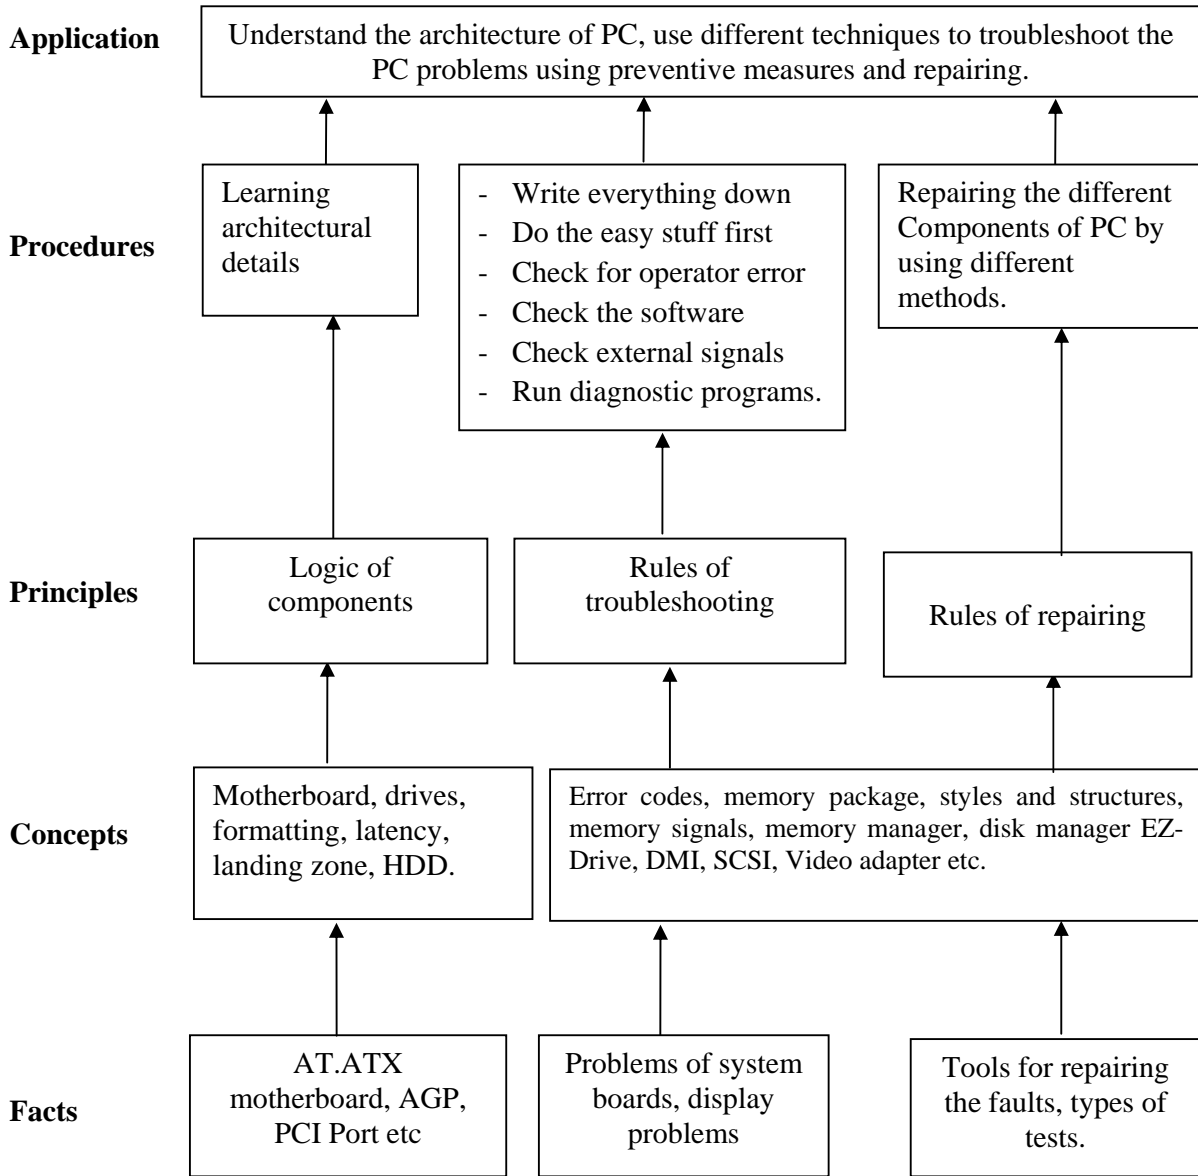 Application
Understand the architecture of PC, use different techniques to troubleshoot the
PC problems using preventive measures and repairing.
Procedures
Learning
architectural
details
- Write everything down
- Do the easy stuff first
- Check for operator error
- Check the software
- Check external signals
- Run diagnostic programs.
Repairing the different
Components of PC by
using different
methods.
Principles
Logic of
components
Rules of
troubleshooting
Rules of repairing
Concepts
Motherboard, drives,
formatting, latency,
landing zone, HDD.
Error codes, memory package, styles and structures,
memory signals, memory manager, disk manager EZ-
Drive, DMI, SCSI, Video adapter etc.
Facts
AT.ATX
motherboard, AGP,
PCI Port etc
Problems of system
boards, display
problems
Tools for repairing
the faults, types of
tests.